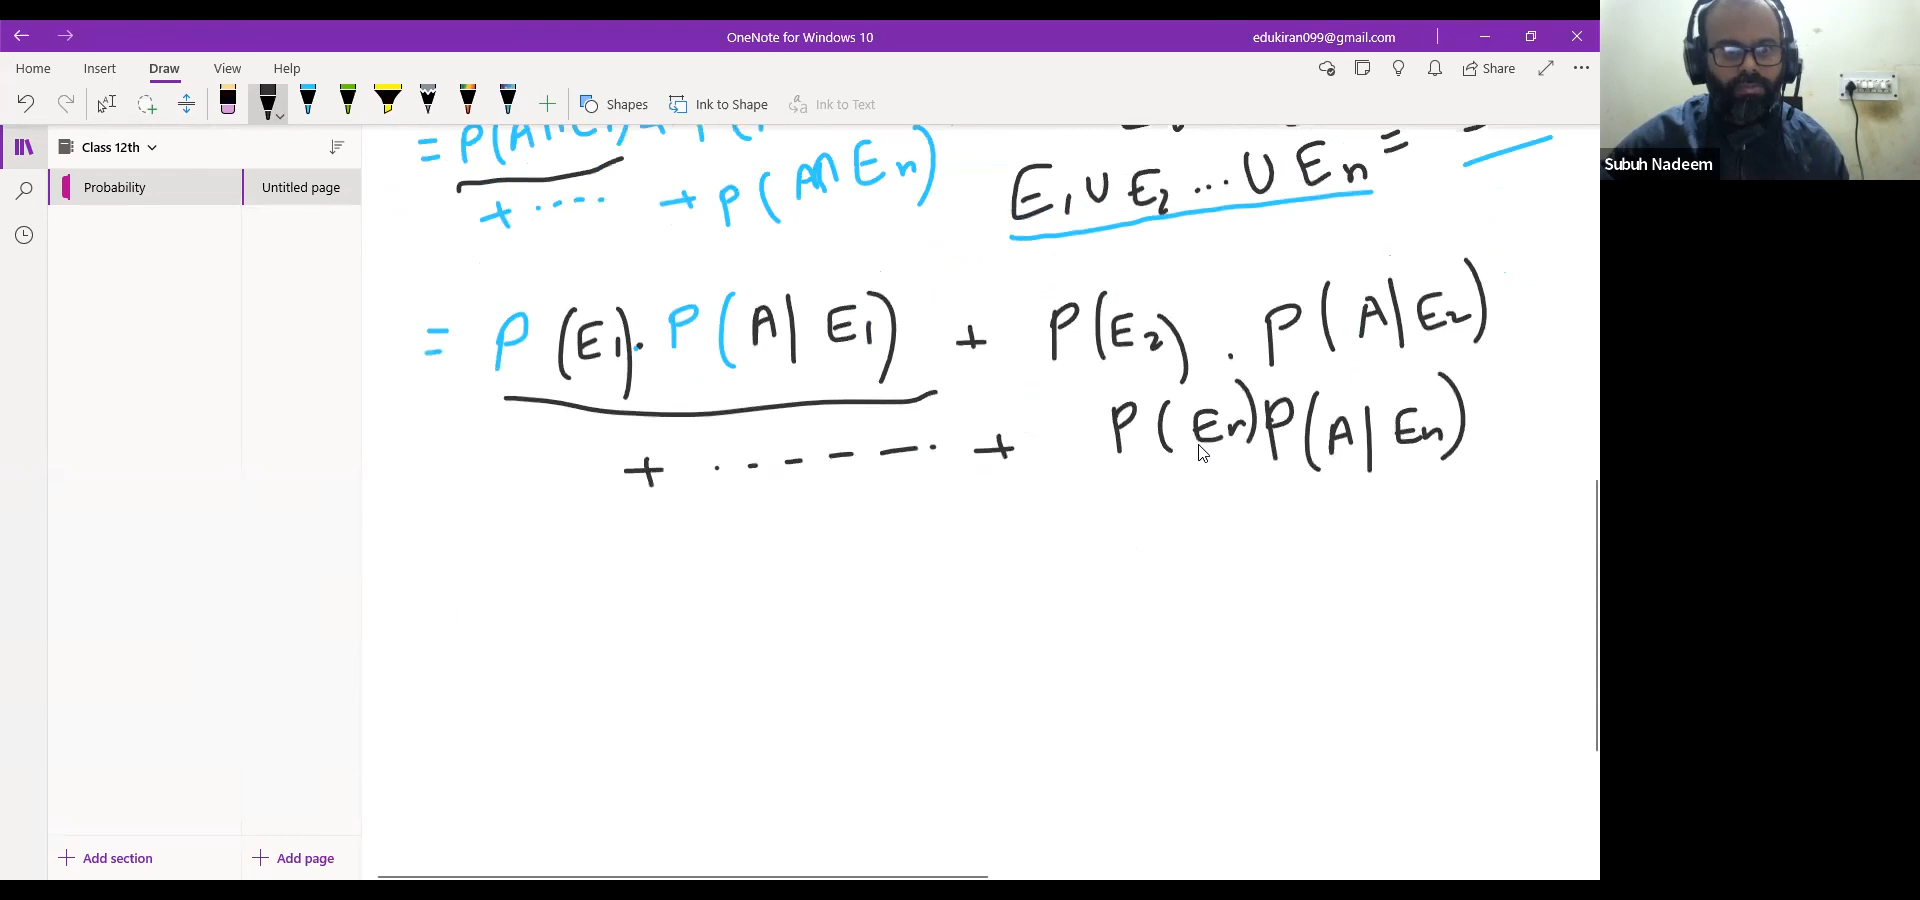 OneNote for Windows 10
edukiran099@gmail.com
Home Insert Draw View Help
Share
Shapes Ink to Shape Ink to Text
Class 12th
Probability
Untitled page
+ ···· + P(A∩En)
E1 ∪ E2 ... ∪ En =
= P(E1) · P(A|E1) + P(E2) . P(A|E2)
+ . - - - - . + P(En) P(A|En)
Add section
Add page
Subuh Nadeem